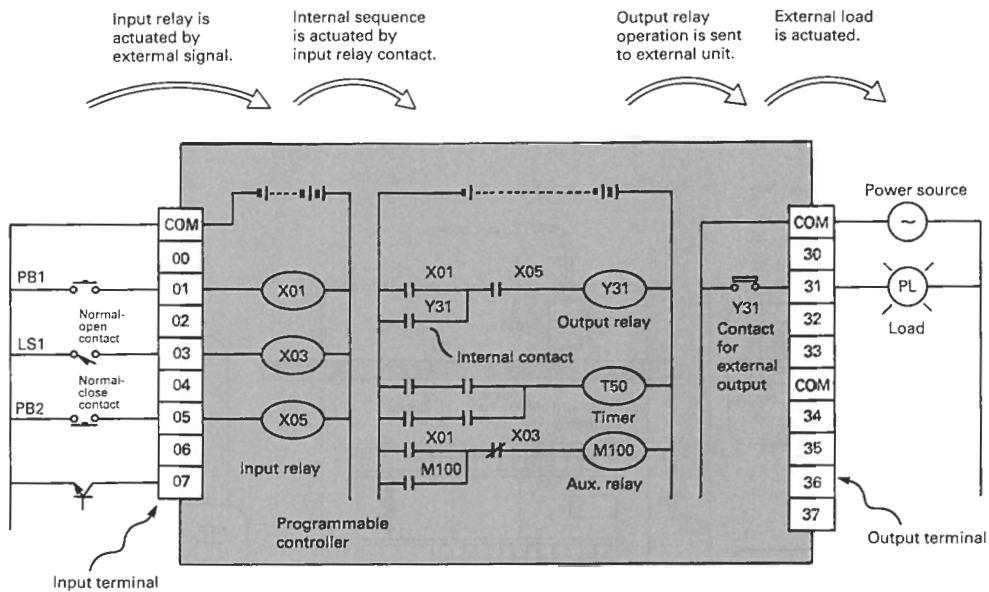 Input relay is
actuated by
extermal signal.
Internal sequence
is actuated by
input relay contact.
Output relay
operation is sent
to external unit.
External load
is actuated.
Power source
COM
00
PB1
01
X01
02
Normal-
open
contact
LS1
03
X03
04
Normal-
close
contact
PB2
05
X05
06
07
Input relay
X01
X05
Y31
Y31
Output relay
Internal contact
T50
Timer
X01
X03
M100
M100
Aux. relay
Y31
Contact
for
external
output
COM
30
31
32
33
COM
34
35
36
37
~
PL
Load
Programmable
controller
Input terminal
Output terminal